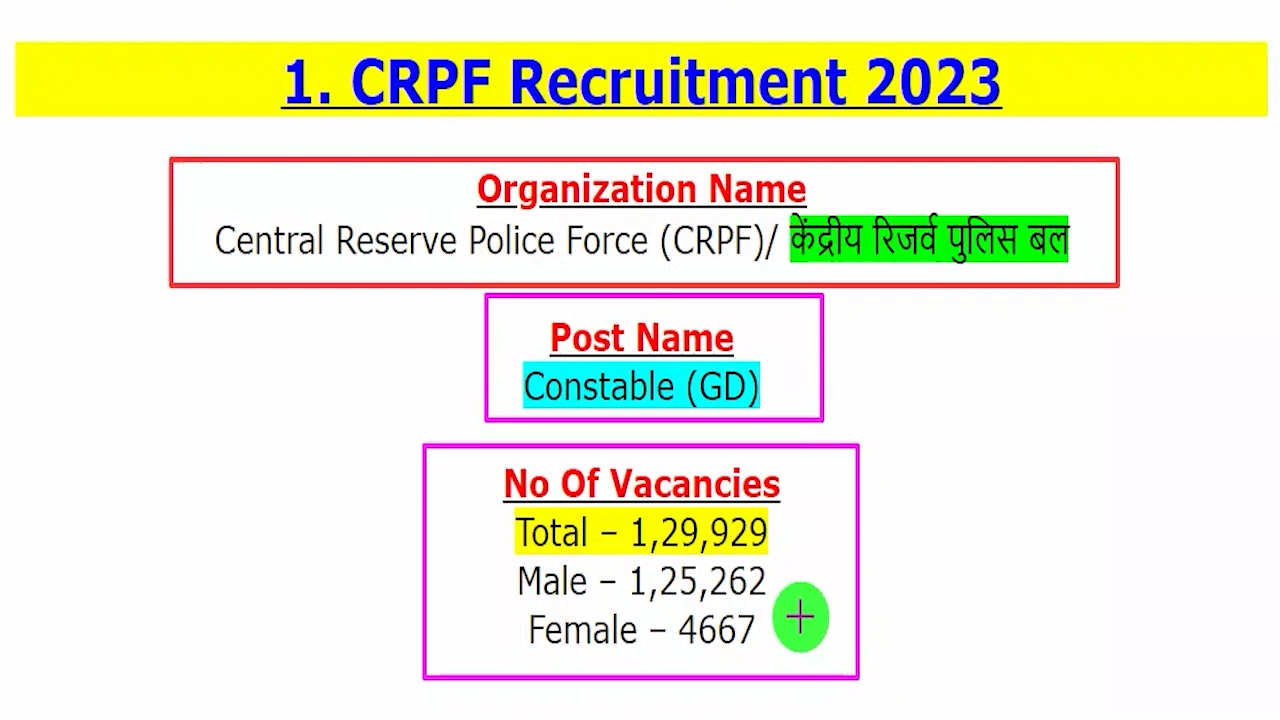 1. CRPF Recruitment 2023
Organization Name
Central Reserve Police Force (CRPF)/ केंद्रीय रिजर्व पुलिस बल
Post Name
Constable (GD)
No Of Vacancies
Total – 1,29,929
Male – 1,25,262
Female – 4667